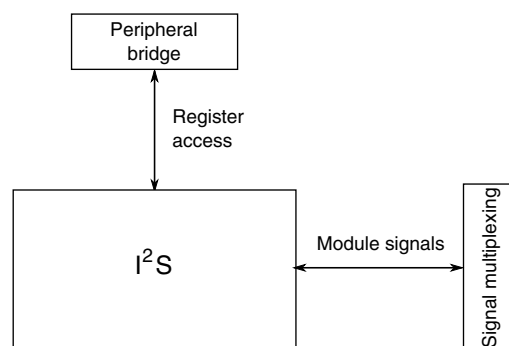 Peripheral
bridge
Register
access
I²S
Module signals
Signal multiplexing